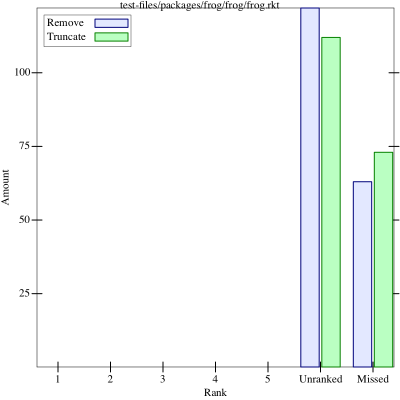 test-files/packages/frog/frog/frog.rkt
Remove
Truncate
100
75
50
25
Amount
1 2 3 4 5 Unranked Missed
Rank